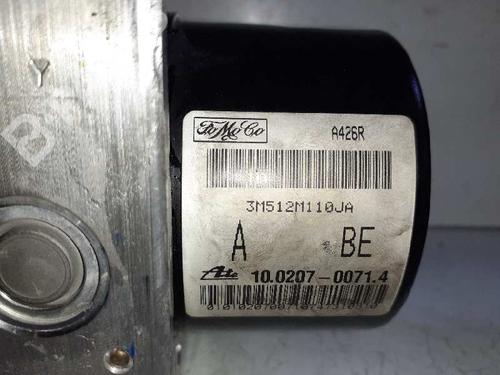 Y
FoMoCo
A426R
3M512M110JA
A BE
Ate 10.0207-0071.4